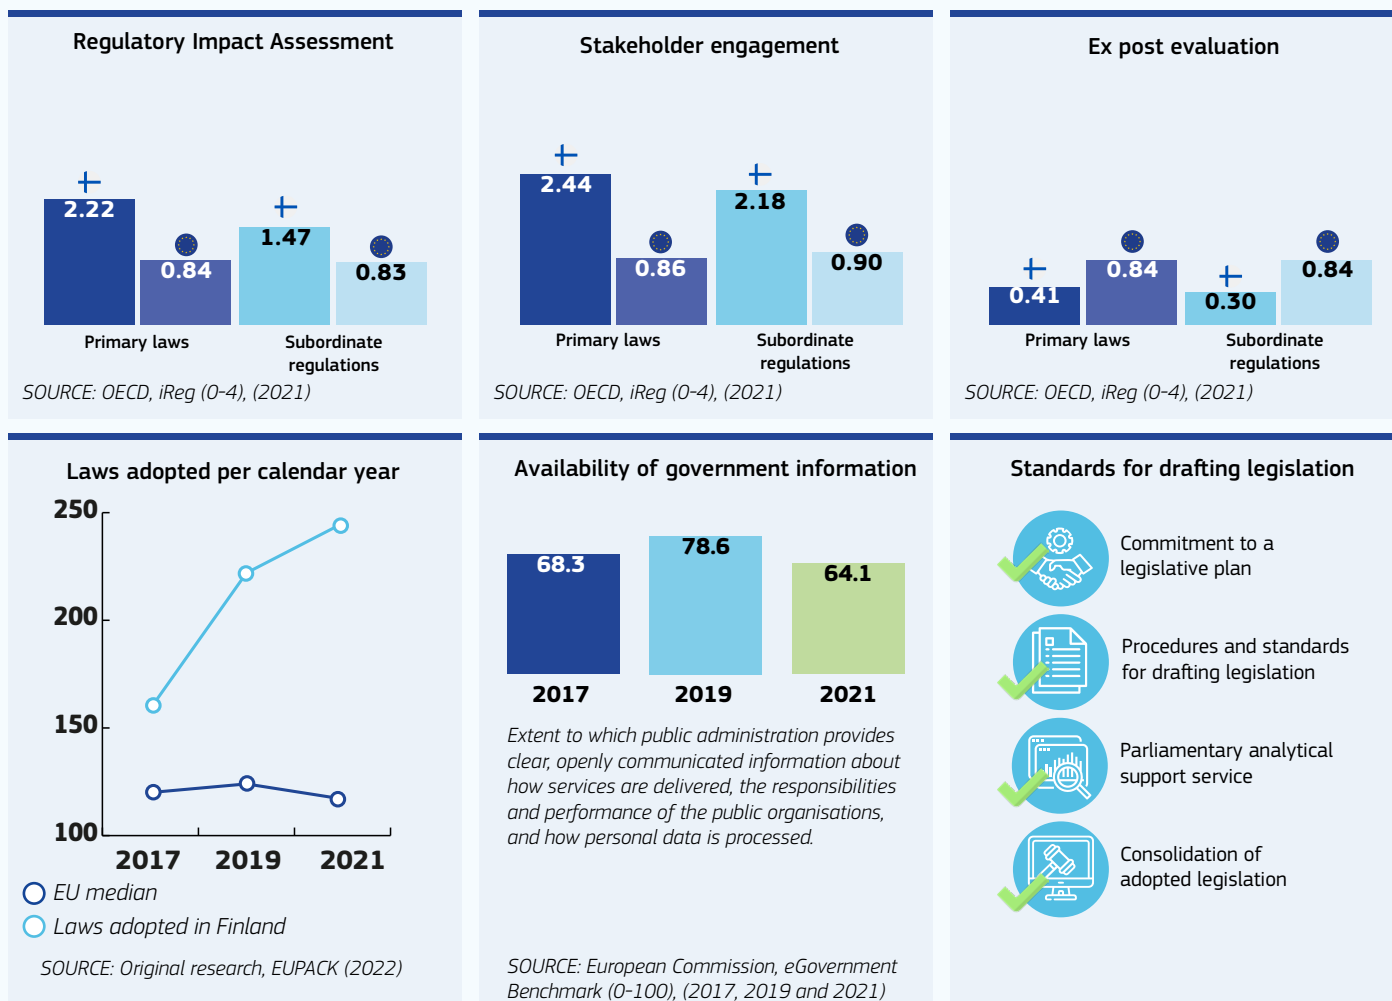 Regulatory Impact Assessment
2.22
0.84
1.47
0.83
Primary laws
Subordinate
regulations
SOURCE: OECD, iReg (0-4), (2021)
Stakeholder engagement
2.44
0.86
2.18
0.90
Primary laws
Subordinate
regulations
SOURCE: OECD, iReg (0-4), (2021)
Ex post evaluation
0.41
0.84
0.30
0.84
Primary laws
Subordinate
regulations
SOURCE: OECD, iReg (0-4), (2021)
Laws adopted per calendar year
250
200
150
100
2017 2019 2021
EU median
Laws adopted in Finland
SOURCE: Original research, EUPACK (2022)
Availability of government information
68.3
78.6
64.1
2017 2019 2021
Extent to which public administration provides
clear, openly communicated information about
how services are delivered, the responsibilities
and performance of the public organisations,
and how personal data is processed.
SOURCE: European Commission, eGovernment
Benchmark (0-100), (2017, 2019 and 2021)
Standards for drafting legislation
Commitment to a
legislative plan
Procedures and standards
for drafting legislation
Parliamentary analytical
support service
Consolidation of
adopted legislation